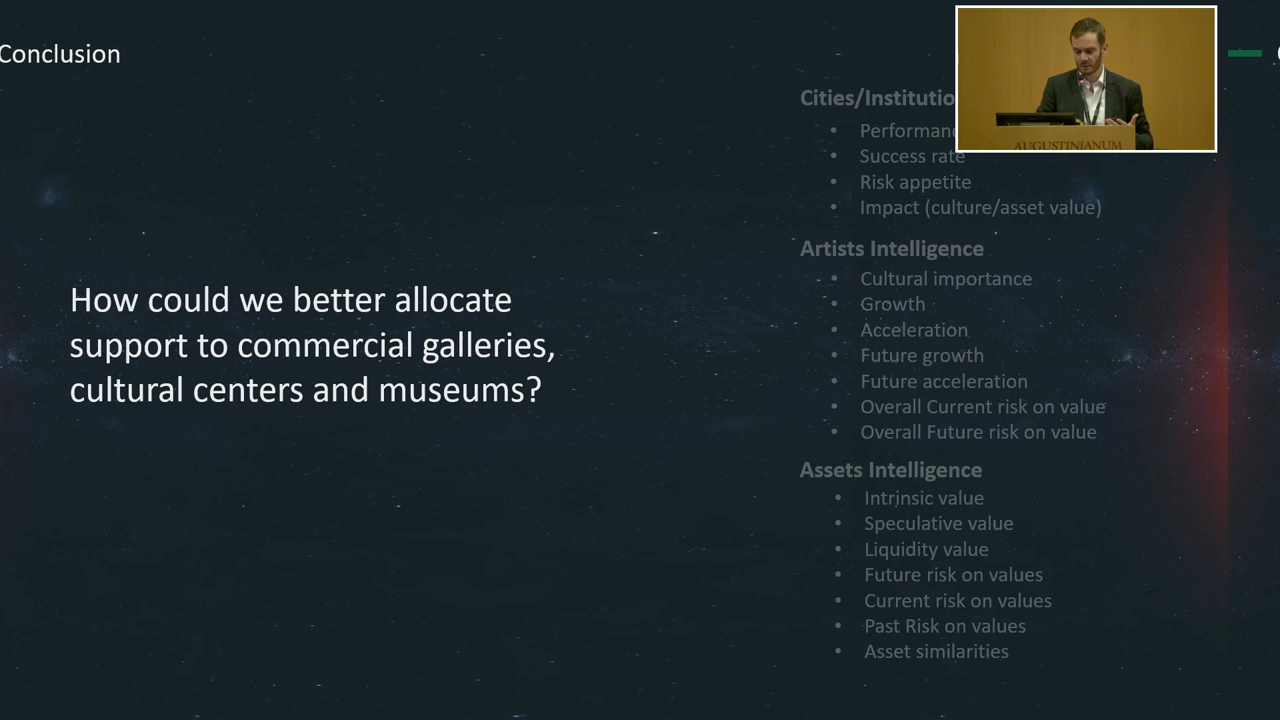 Conclusion
How could we better allocate
support to commercial galleries,
cultural centers and museums?
Cities/Institutio
Performanc
Success rate
Risk appetite
Impact (culture/asset value)
Artists Intelligence
Cultural importance
Growth
Acceleration
Future growth
Future acceleration
Overall Current risk on value
Overall Future risk on value
Assets Intelligence
Intrinsic value
Speculative value
Liquidity value
Future risk on values
Current risk on values
Past Risk on values
Asset similarities
AUGUSTINIANUM